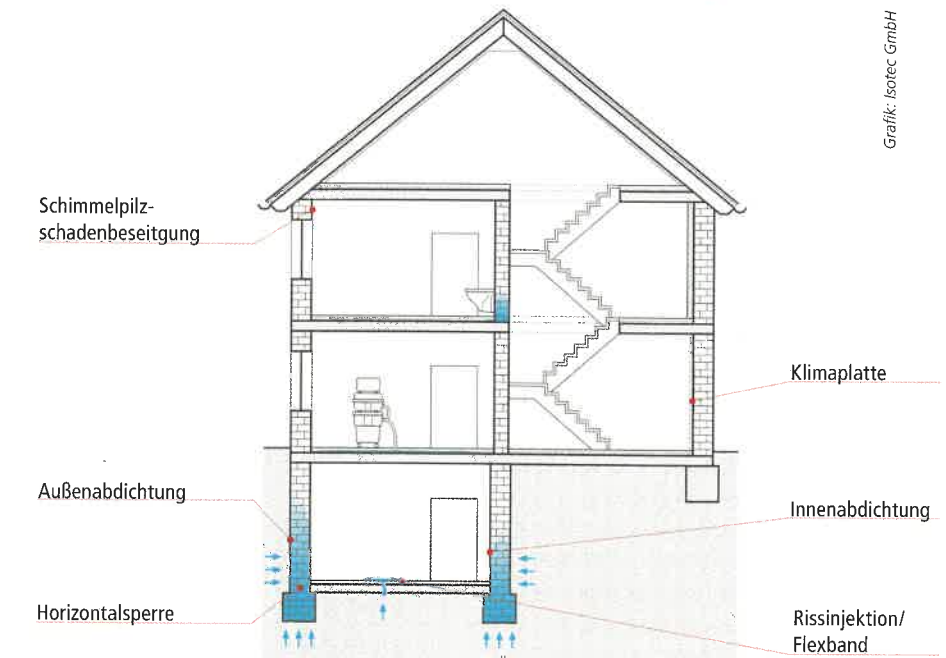 Grafik: Isotec GmbH
Schimmelpilz-
schadenbeseitgung
Klimaplatte
Außenabdichtung
Innenabdichtung
Horizontalsperre
Rissinjektion/
Flexband